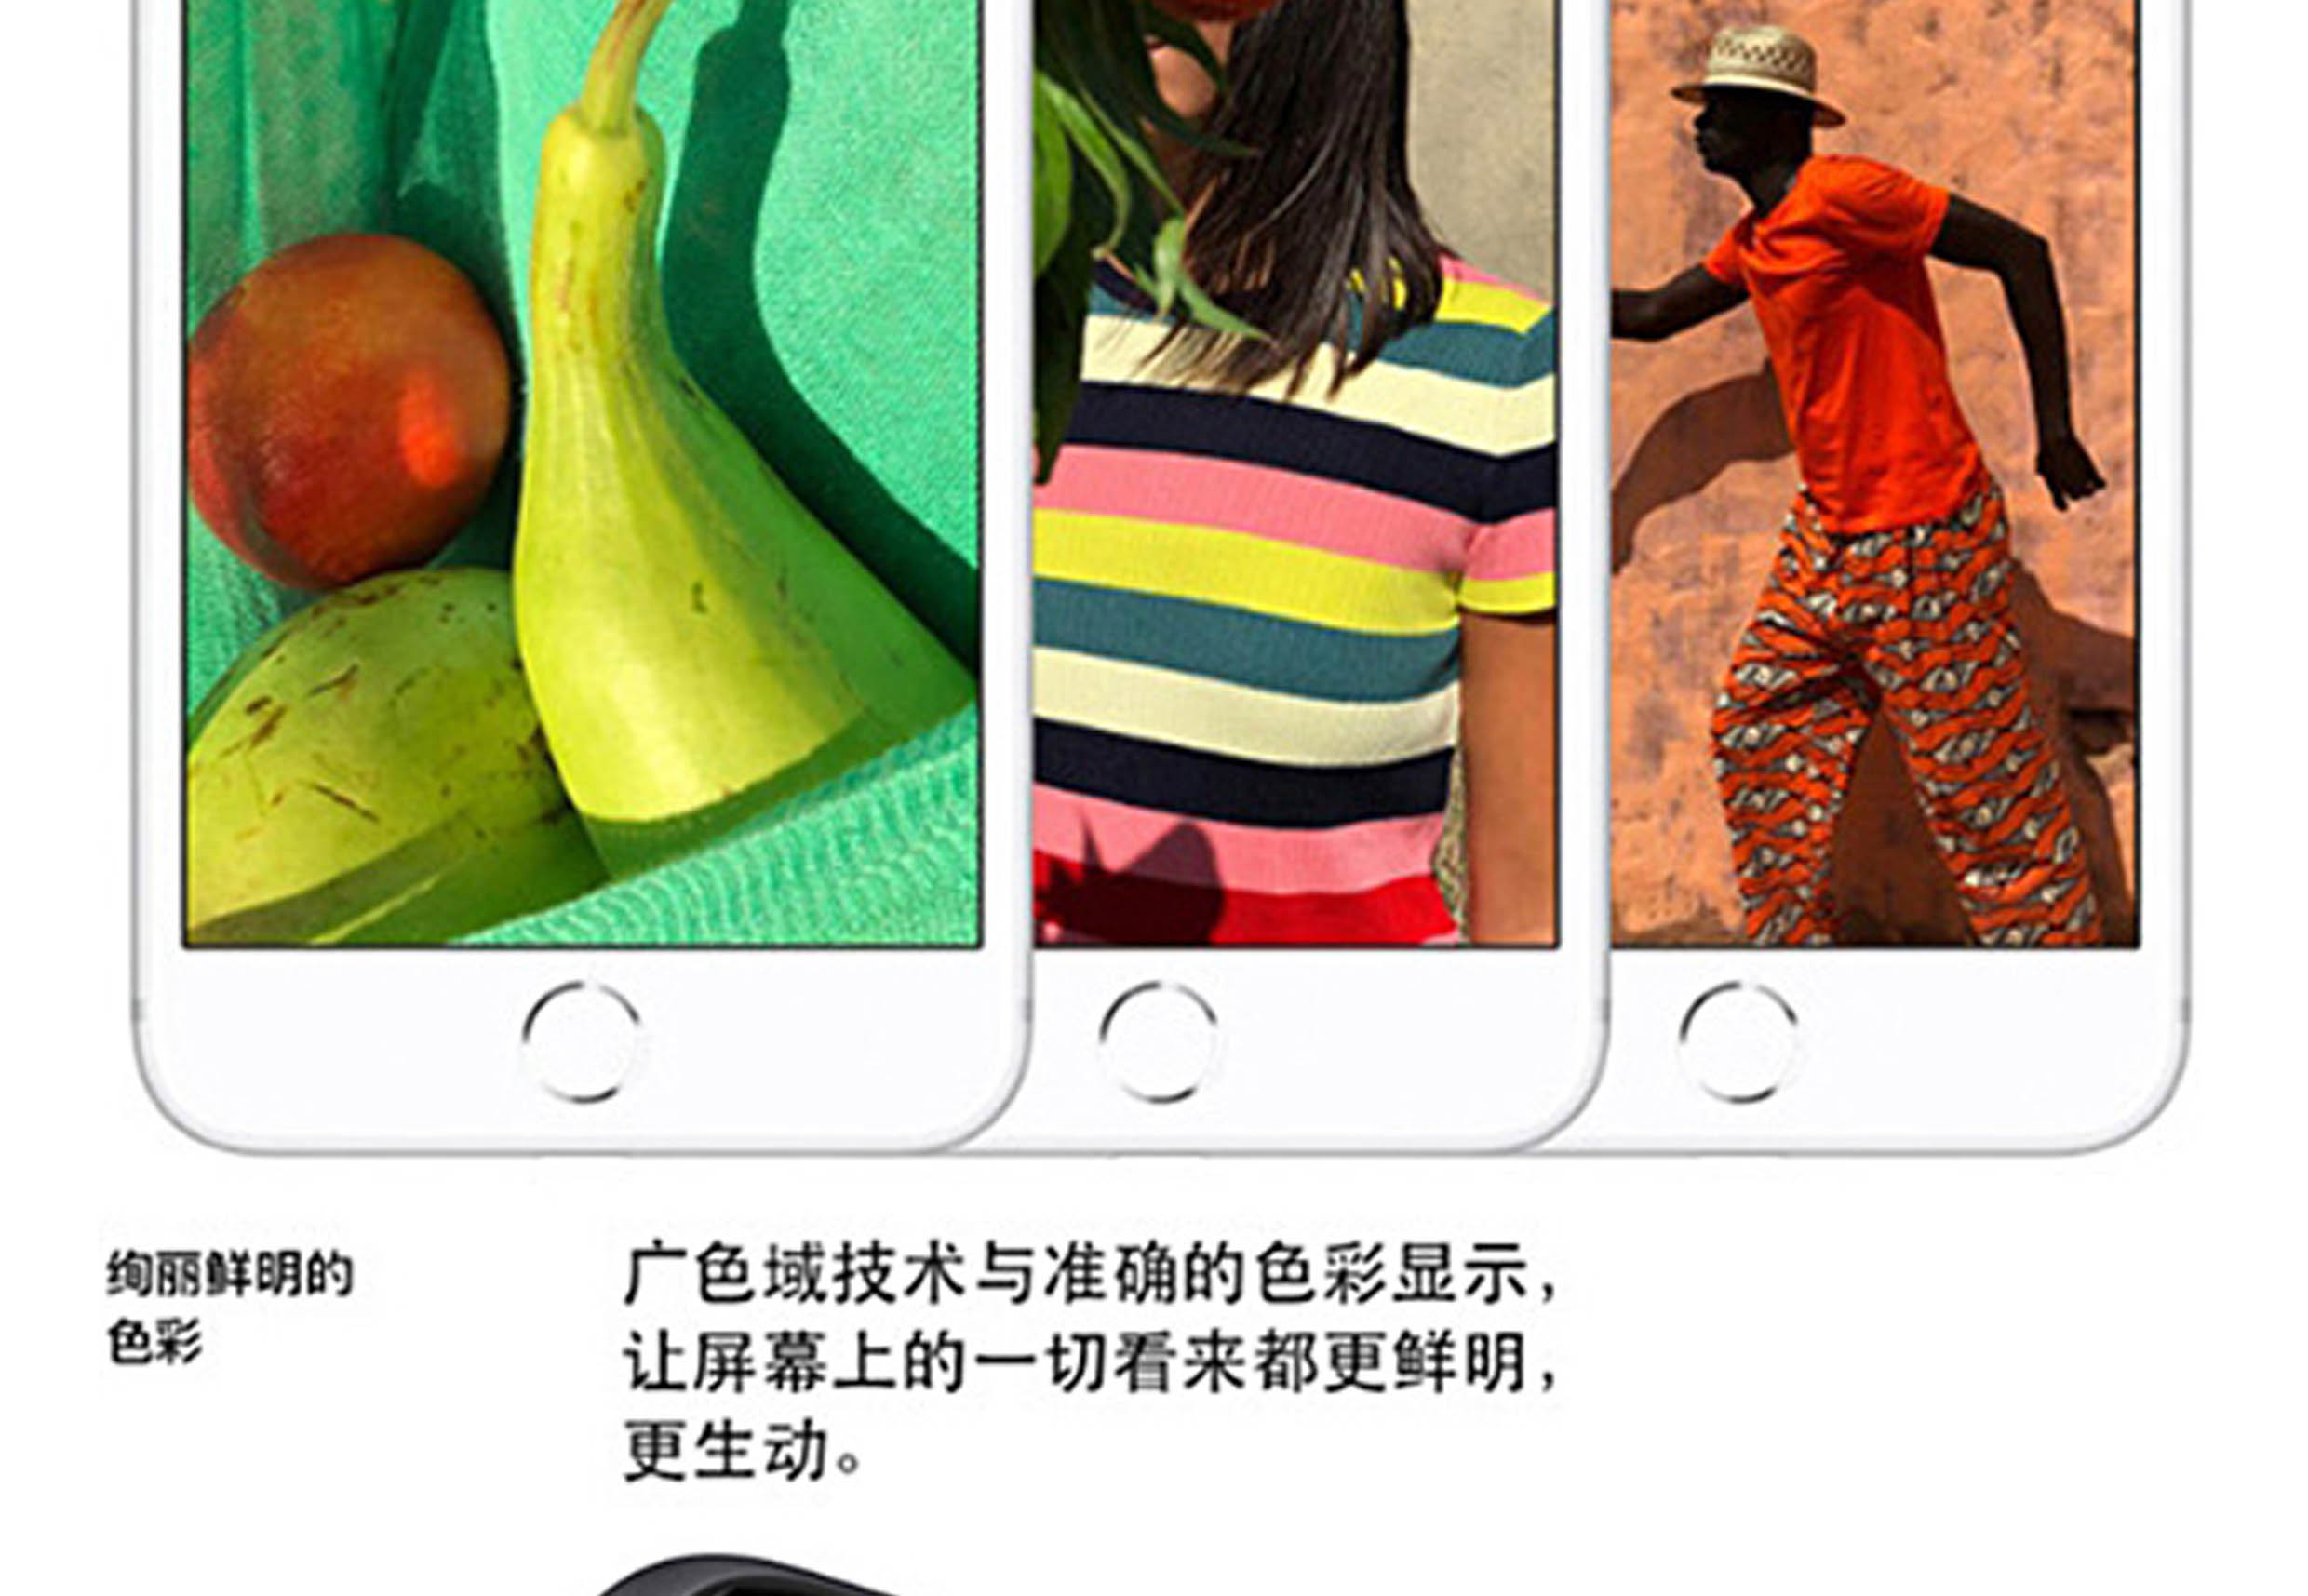 绚丽鲜明的
色彩
广色域技术与准确的色彩显示，
让屏幕上的一切看来都更鲜明，
更生动。